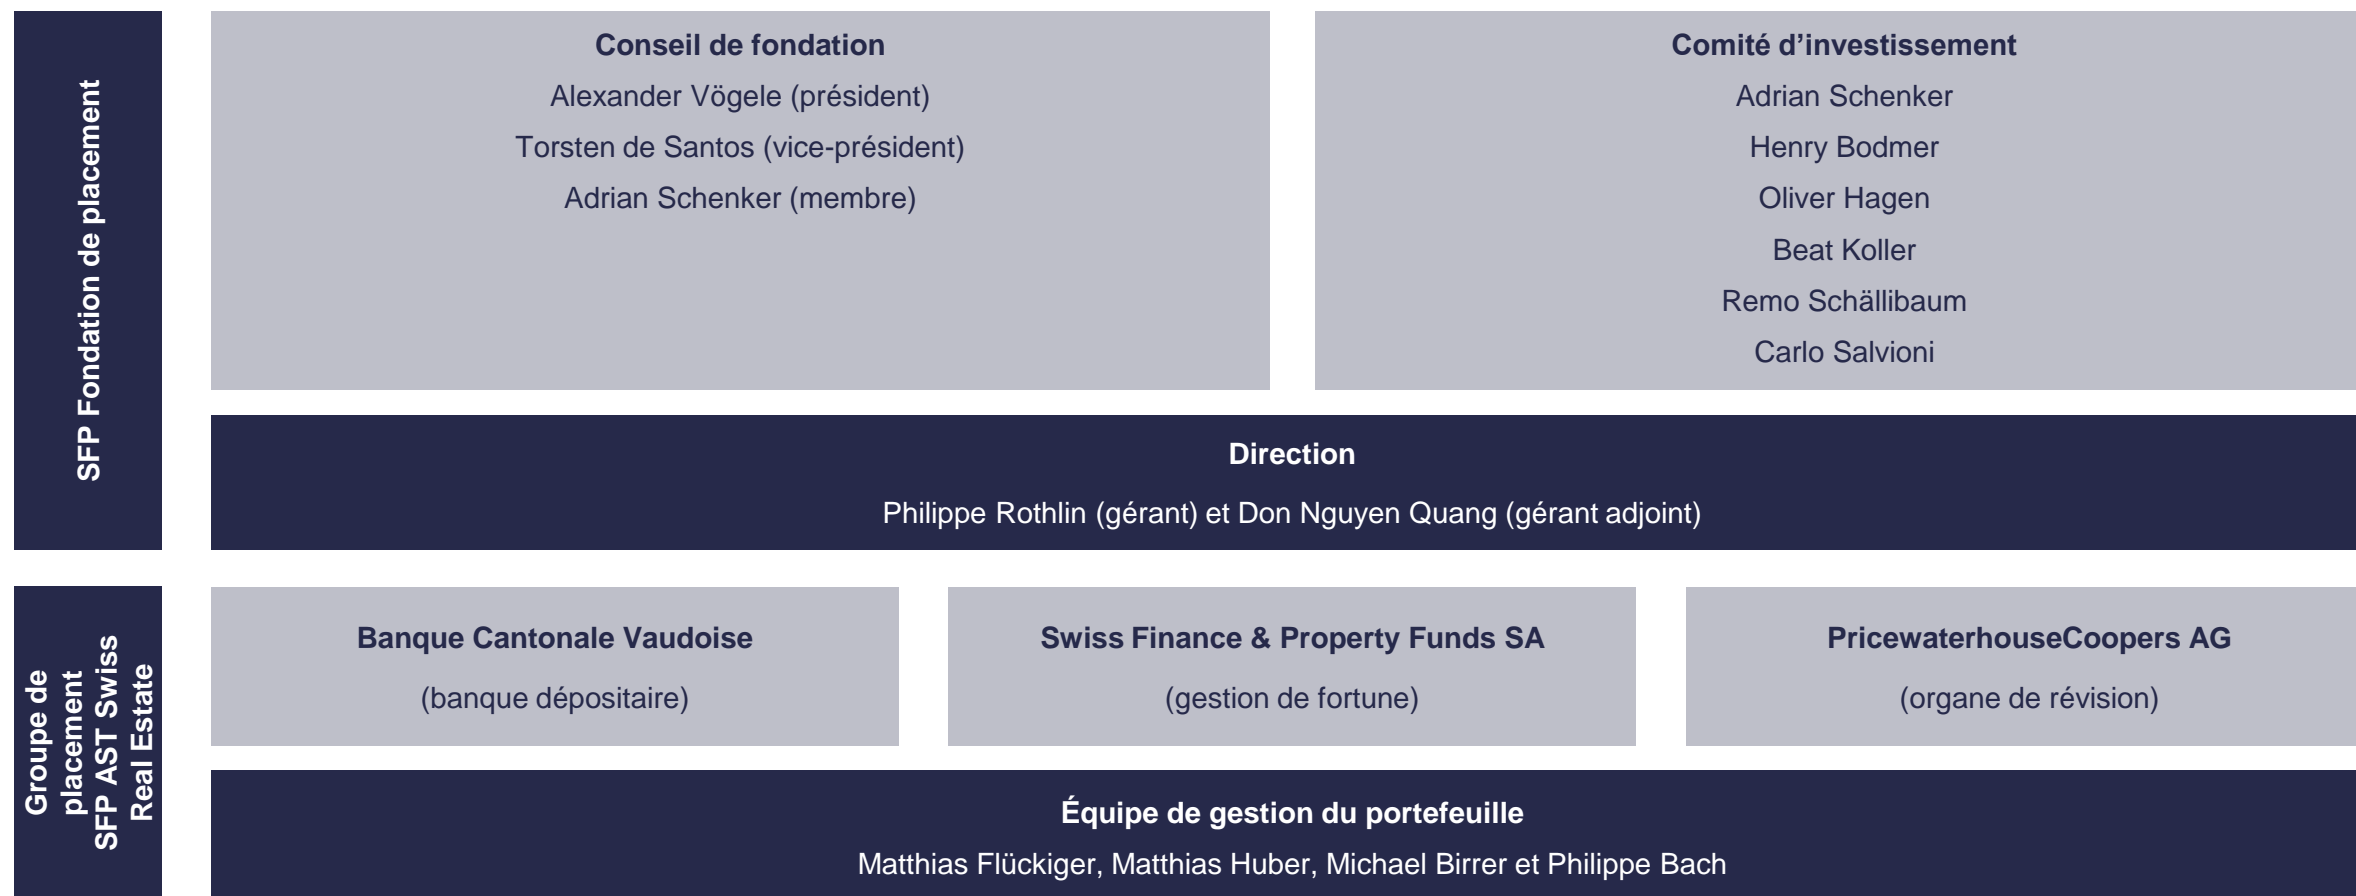 SFP Fondation de placement
Conseil de fondation
Alexander Vögele (président)
Torsten de Santos (vice-président)
Adrian Schenker (membre)
Comité d’investissement
Adrian Schenker
Henry Bodmer
Oliver Hagen
Beat Koller
Remo Schällibaum
Carlo Salvioni
Direction
Philippe Rothlin (gérant) et Don Nguyen Quang (gérant adjoint)
Groupe de
placement
SFP AST Swiss
Real Estate
Banque Cantonale Vaudoise
(banque dépositaire)
Swiss Finance & Property Funds SA
(gestion de fortune)
PricewaterhouseCoopers AG
(organe de révision)
Équipe de gestion du portefeuille
Matthias Flückiger, Matthias Huber, Michael Birrer et Philippe Bach